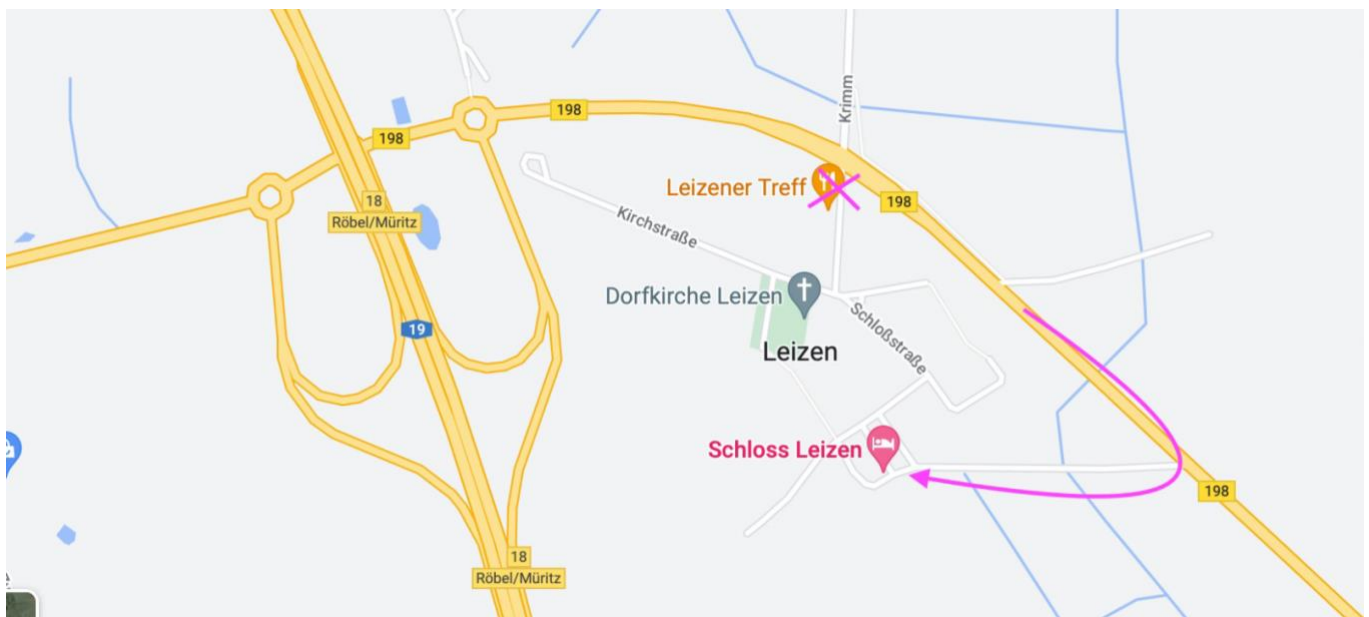 198
198
Krimm
Leizener Treff
198
18
Röbel/Müritz
Kirchstraße
Dorfkirche Leizen
Schloßstraße
19
Leizen
Schloss Leizen
198
18
Röbel/Müritz